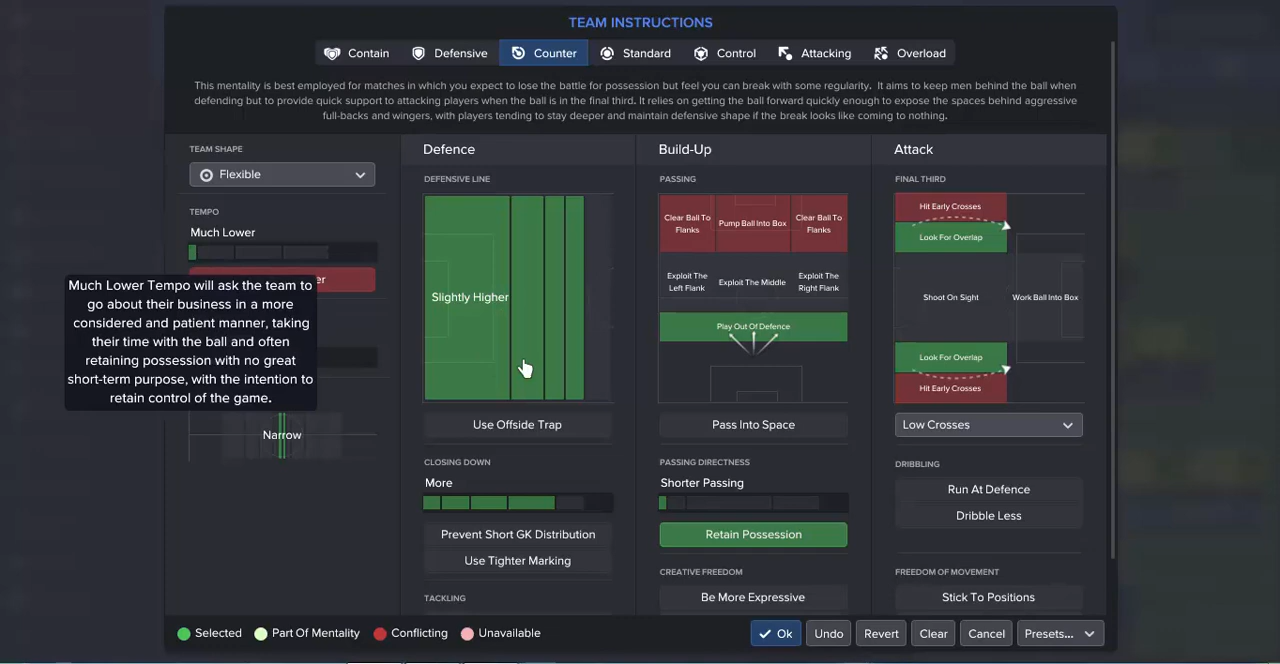 TEAM INSTRUCTIONS
Contain
Defensive
Counter
Standard
Control
Attacking
Overload
This mentality is best employed for matches in which you expect to lose the battle for possession but feel you can break with some regularity. It aims to keep men behind the ball when
defending but to provide quick support to attacking players when the ball is in the final third. It relies on getting the ball forward quickly enough to expose the spaces behind aggressive
full-backs and wingers, with players tending to stay deeper and maintain defensive shape if the break looks like coming to nothing.
TEAM SHAPE
Flexible
TEMPO
Much Lower
Much Lower Tempo will ask the team to
go about their business in a more
considered and patient manner, taking
their time with the ball and often
retaining possession with no great
short-term purpose, with the intention to
retain control of the game.
Narrow
Defence
DEFENSIVE LINE
Slightly Higher
Use Offside Trap
CLOSING DOWN
More
Prevent Short GK Distribution
Use Tighter Marking
TACKLING
Build-Up
PASSING
Clear Ball To
Flanks
Pump Ball Into Box
Clear Ball To
Flanks
Exploit The
Left Flank
Exploit The Middle
Exploit The
Right Flank
Play Out Of Defence
Pass Into Space
PASSING DIRECTNESS
Shorter Passing
Retain Possession
CREATIVE FREEDOM
Be More Expressive
Attack
FINAL THIRD
Hit Early Crosses
Look For Overlap
Shoot On Sight
Work Ball Into Box
Look For Overlap
Hit Early Crosses
Low Crosses
DRIBBLING
Run At Defence
Dribble Less
FREEDOM OF MOVEMENT
Stick To Positions
Selected
Part Of Mentality
Conflicting
Unavailable
Ok
Undo
Revert
Clear
Cancel
Presets...